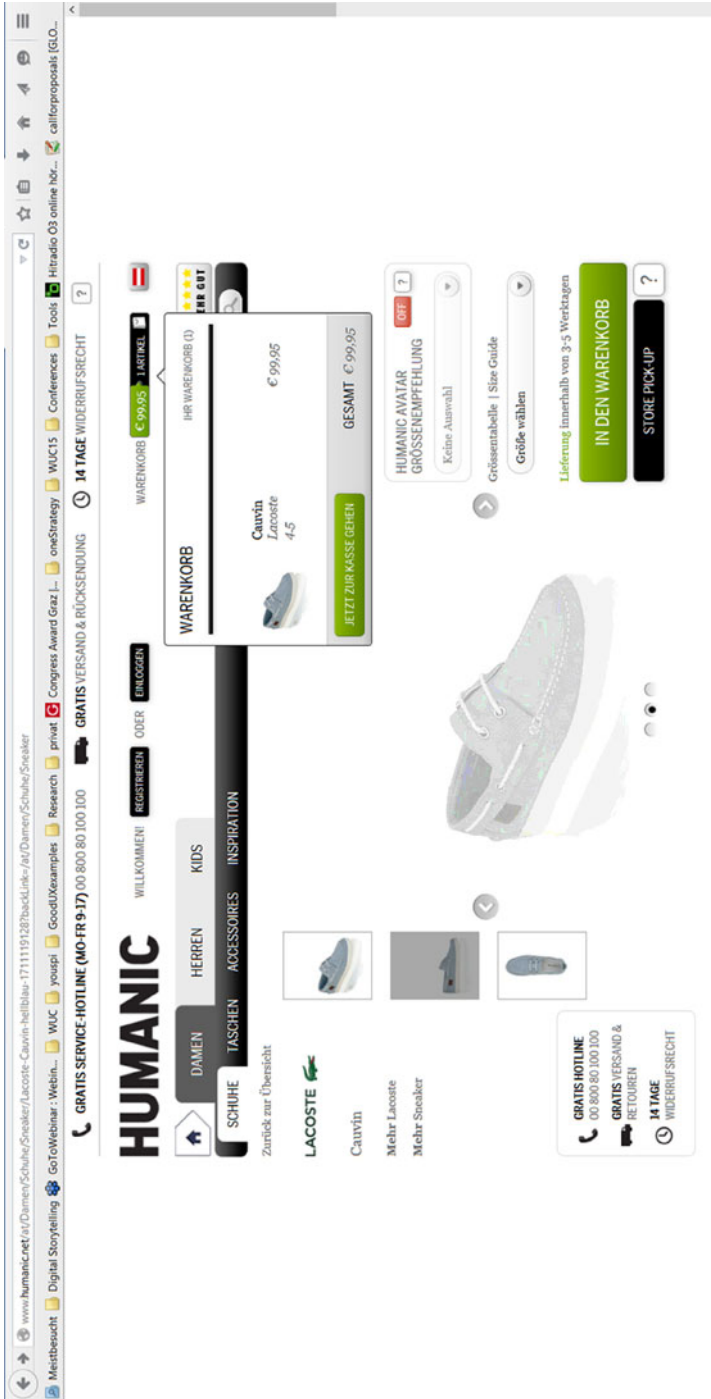 www.humanic.net/at/Damen/Schuhe/Sneaker/Lacoste-Cauvin-hellblau-1711119128?backLink=/at/Damen/Schuhe/Sneaker
Meistbesucht Digital Storytelling GoToWebinar : Webin... WUC youspi GoodUXexamples Research privat Congress Award Graz |... oneStrategy WUC15 Conferences Tools Hitradio Ö3 online hör... callforproposals [GLO...
GRATIS SERVICE-HOTLINE (MO-FR 9-17) 00 800 80 100 100 GRATIS VERSAND & RÜCKSENDUNG 14 TAGE WIDERRUFSRECHT ?
HUMANIC
WILLKOMMEN! REGISTRIEREN ODER EINLOGGEN
WARENKORB € 99,95 1 ARTIKEL
DAMEN HERREN KIDS
EHR GUT
SCHUHE TASCHEN ACCESSOIRES INSPIRATION
WARENKORB
IHR WARENKORB (1)
Cauvin
Lacoste
4-5
€ 99,95
JETZT ZUR KASSE GEHEN
GESAMT € 99,95
Zurück zur Übersicht
LACOSTE
Cauvin
Mehr Lacoste
Mehr Sneaker
HUMANIC AVATAR
GRÖSSENEMPFEHLUNG
OFF ?
Keine Auswahl
Grössentabelle | Size Guide
Größe wählen
Lieferung innerhalb von 3-5 Werktagen
IN DEN WARENKORB
STORE PICK-UP ?
GRATIS HOTLINE
00 800 80 100 100
GRATIS VERSAND &
RETOUREN
14 TAGE
WIDERRUFSRECHT